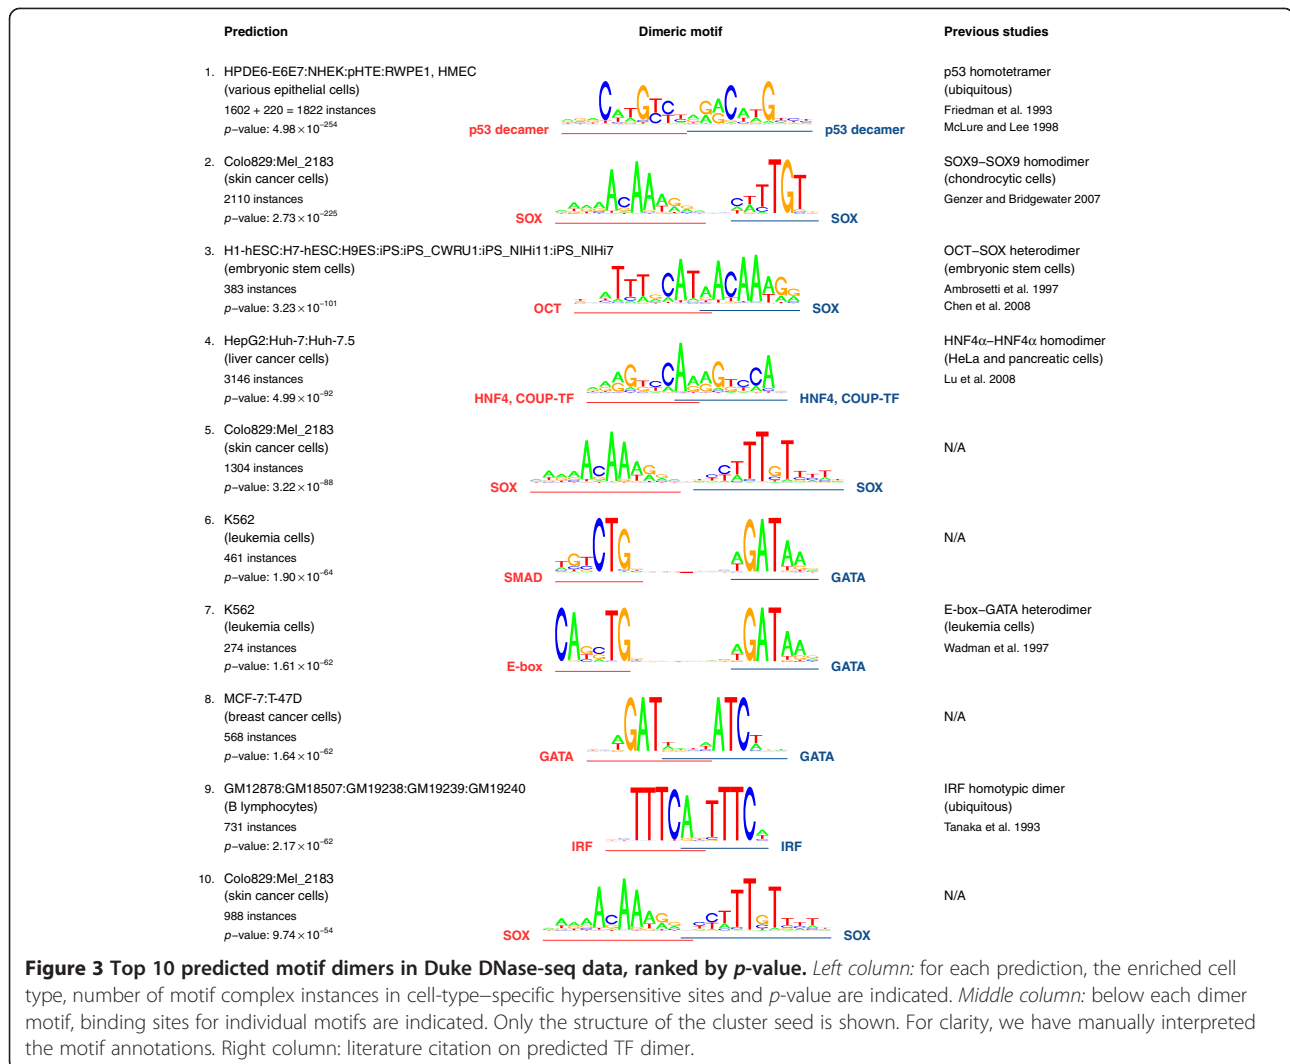 Prediction Dimeric motif Previous studies
1. HPDE6-E6E7:NHEK:pHTE:RWPE1, HMEC
(various epithelial cells)
1602 + 220 = 1822 instances
p−value: 4.98×10−254
p53 decamer p53 decamer
p53 homotetramer
(ubiquitous)
Friedman et al. 1993
McLure and Lee 1998
2. Colo829:Mel_2183
(skin cancer cells)
2110 instances
p−value: 2.73×10−225
SOX SOX
SOX9−SOX9 homodimer
(chondrocytic cells)
Genzer and Bridgewater 2007
3. H1-hESC:H7-hESC:H9ES:iPS:iPS_CWRU1:iPS_NIHi11:iPS_NIHi7
(embryonic stem cells)
383 instances
p−value: 3.23×10−101
OCT SOX
OCT−SOX heterodimer
(embryonic stem cells)
Ambrosetti et al. 1997
Chen et al. 2008
4. HepG2:Huh-7:Huh-7.5
(liver cancer cells)
3146 instances
p−value: 4.99×10−92
HNF4, COUP-TF HNF4, COUP-TF
HNF4α−HNF4α homodimer
(HeLa and pancreatic cells)
Lu et al. 2008
5. Colo829:Mel_2183
(skin cancer cells)
1304 instances
p−value: 3.22×10−88
SOX SOX
N/A
6. K562
(leukemia cells)
461 instances
p−value: 1.90×10−64
SMAD GATA
N/A
7. K562
(leukemia cells)
274 instances
p−value: 1.61×10−62
E-box GATA
E-box−GATA heterodimer
(leukemia cells)
Wadman et al. 1997
8. MCF-7:T-47D
(breast cancer cells)
568 instances
p−value: 1.64×10−62
GATA GATA
N/A
9. GM12878:GM18507:GM19238:GM19239:GM19240
(B lymphocytes)
731 instances
p−value: 2.17×10−62
IRF IRF
IRF homotypic dimer
(ubiquitous)
Tanaka et al. 1993
10. Colo829:Mel_2183
(skin cancer cells)
988 instances
p−value: 9.74×10−54
SOX SOX
N/A
Figure 3 Top 10 predicted motif dimers in Duke DNase-seq data, ranked by p-value. Left column: for each prediction, the enriched cell
type, number of motif complex instances in cell-type–specific hypersensitive sites and p-value are indicated. Middle column: below each dimer
motif, binding sites for individual motifs are indicated. Only the structure of the cluster seed is shown. For clarity, we have manually interpreted
the motif annotations. Right column: literature citation on predicted TF dimer.